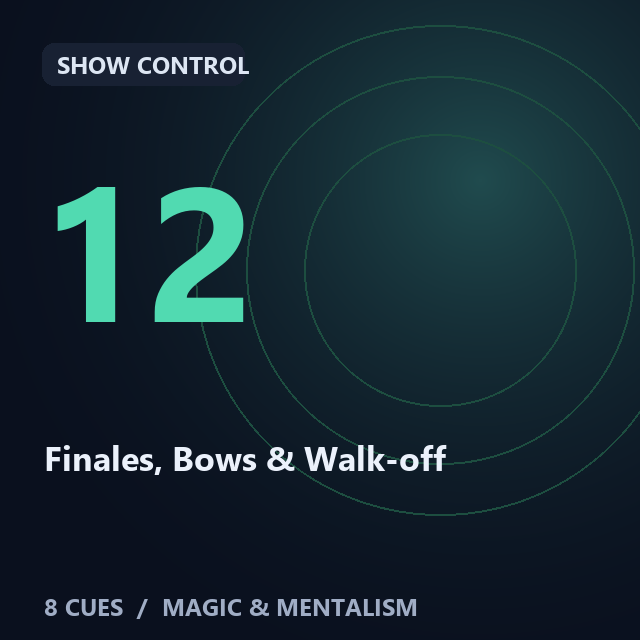 SHOW CONTROL
12
Finales, Bows & Walk-off
8 CUES / MAGIC & MENTALISM